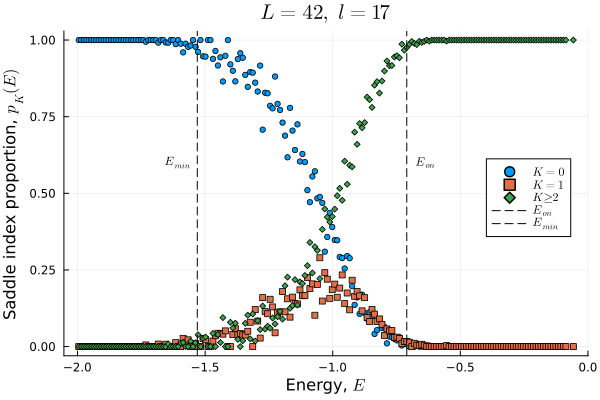 L = 42, l = 17
Saddle index proportion, p_K(E)
1.00
0.75
0.50
0.25
0.00
E_min
E_on
K = 0
K = 1
K ≥ 2
E_on
E_min
−2.0 −1.5 −1.0 −0.5 0.0
Energy, E